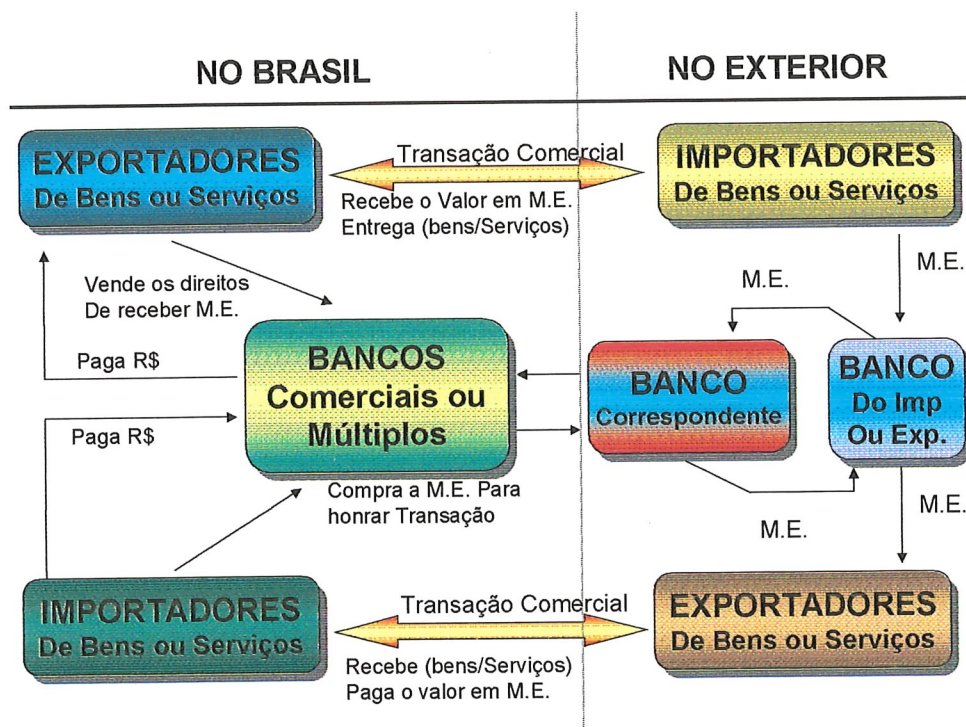 NO BRASIL
NO EXTERIOR
EXPORTADORES
De Bens ou Serviços
Transação Comercial
Recebe o Valor em M.E.
Entrega (bens/Serviços)
IMPORTADORES
De Bens ou Serviços
Vende os direitos
De receber M.E.
M.E.
M.E.
Paga R$
BANCOS
Comerciais ou
Múltiplos
BANCO
Correspondente
BANCO
Do Imp
Ou Exp.
Paga R$
Compra a M.E. Para
honrar Transação
M.E.
M.E.
IMPORTADORES
De Bens ou Serviços
Transação Comercial
Recebe (bens/Serviços)
Paga o valor em M.E.
EXPORTADORES
De Bens ou Serviços